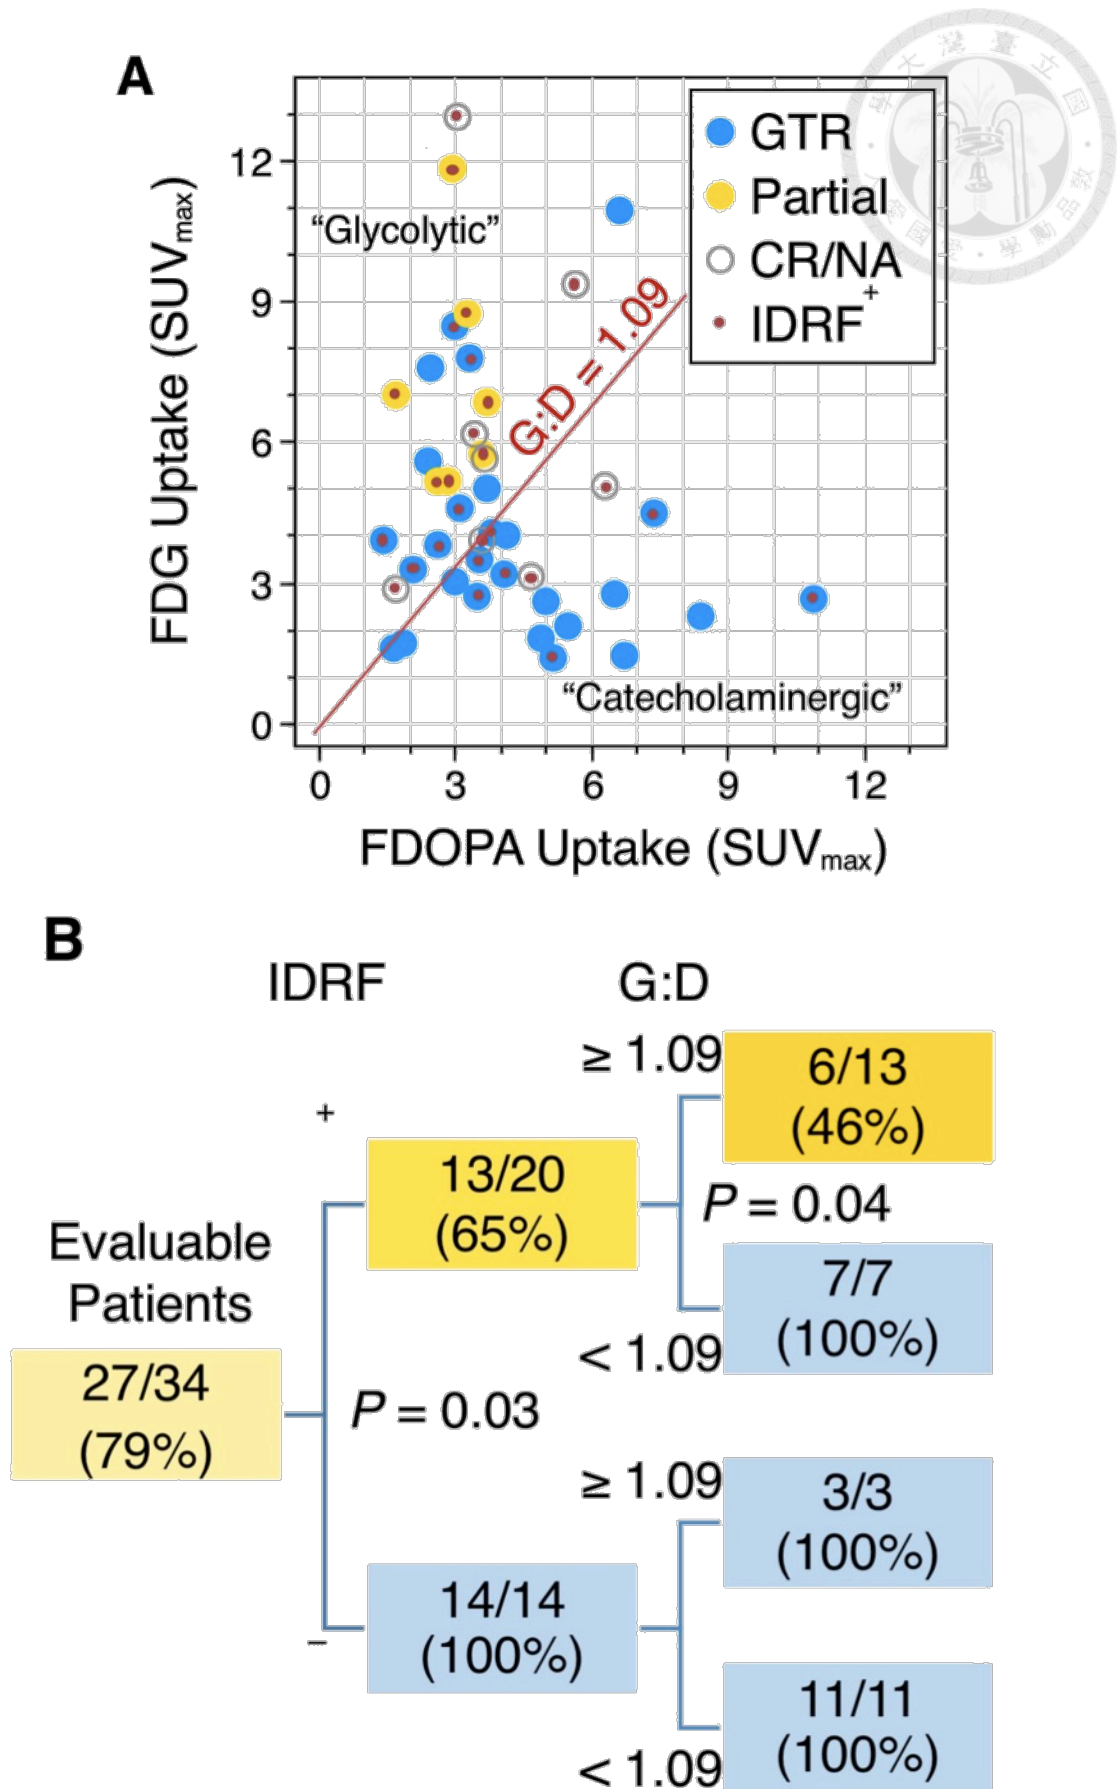 A
GTR
Partial
CR/NA
IDRF+
"Glycolytic"
G:D = 1.09
"Catecholaminergic"
12
9
6
3
0
FDG Uptake (SUVmax)
0 3 6 9 12
FDOPA Uptake (SUVmax)
B
IDRF G:D
≥ 1.09
6/13
(46%)
+
13/20
(65%)
P = 0.04
7/7
(100%)
< 1.09
Evaluable
Patients
27/34
(79%)
P = 0.03
≥ 1.09
3/3
(100%)
14/14
(100%)
–
11/11
(100%)
< 1.09